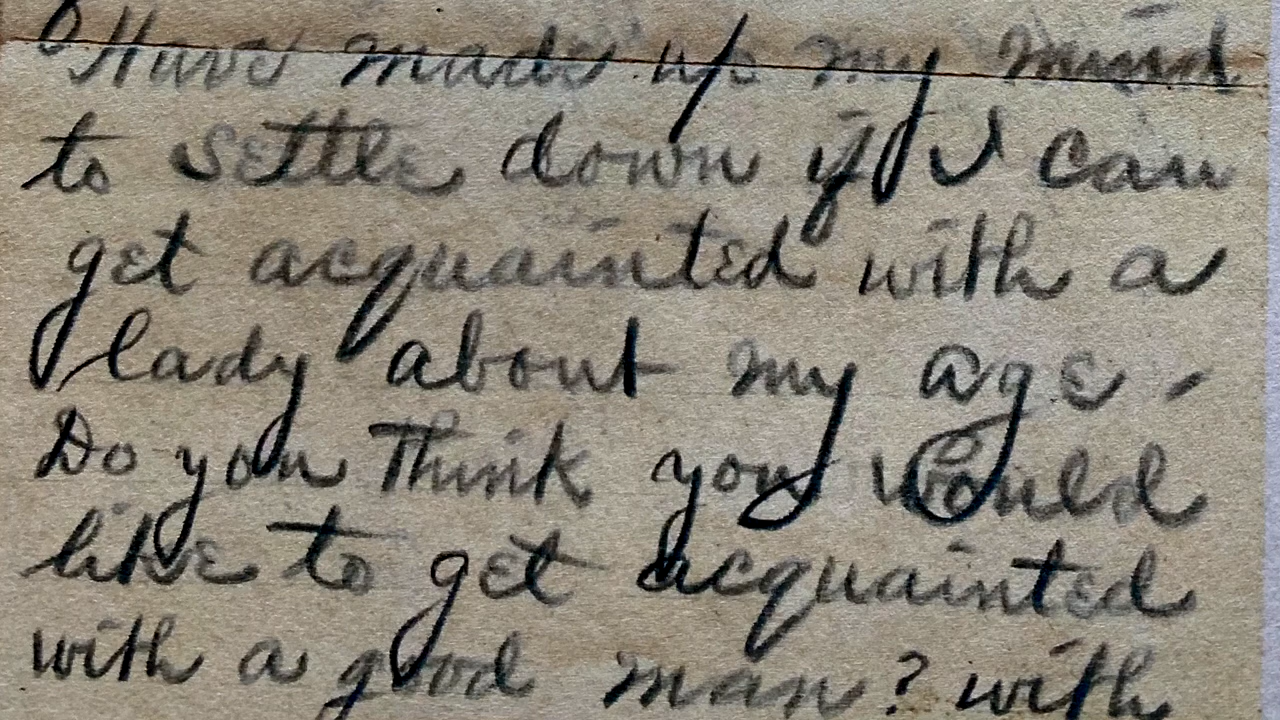 Have made up my mind
to settle down if I can
get acquainted with a
lady about my age -
Do you Think you would
like to get acquainted
with a good man? with